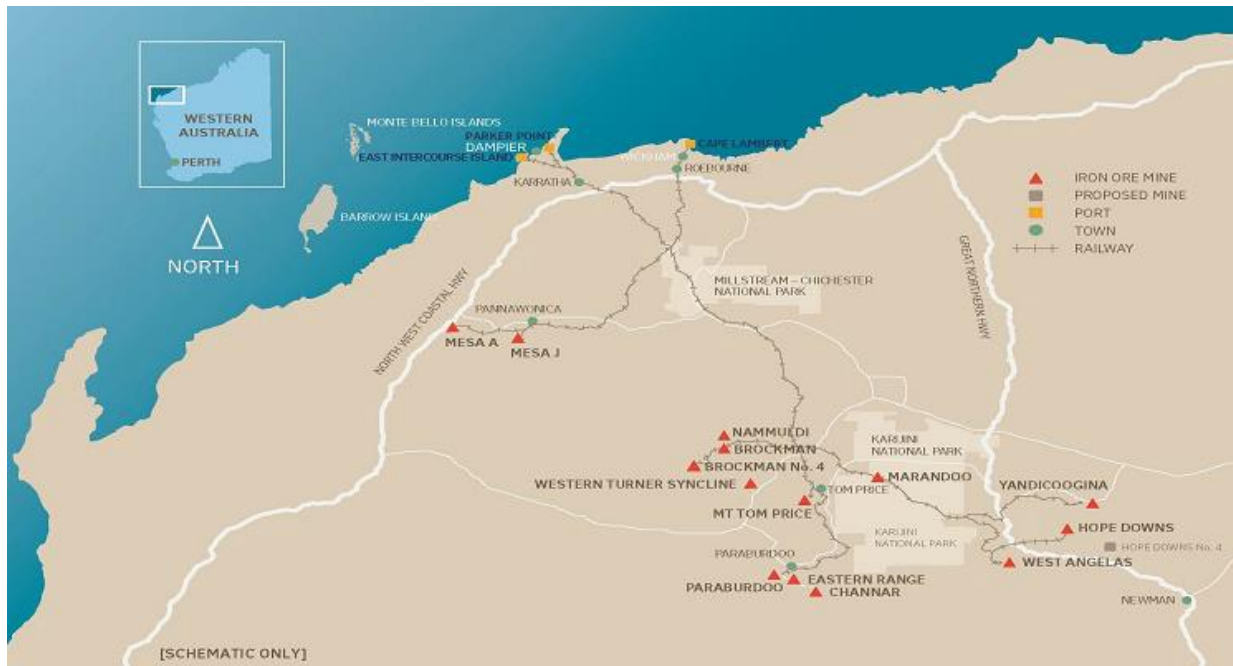 WESTERN
AUSTRALIA
PERTH
NORTH
MONTE BELLO ISLANDS
BARROW ISLAND
PARKER POINT
DAMPIER
EAST INTERCOURSE ISLAND
KARRATHA
CAPE LAMBERT
WICKHAM
ROEBOURNE
IRON ORE MINE
PROPOSED MINE
PORT
TOWN
RAILWAY
NORTH WEST COASTAL HWY
GREAT NORTHERN HWY
MILLSTREAM – CHICHESTER
NATIONAL PARK
PANNAWONICA
MESA A
MESA J
NAMMULDI
BROCKMAN
BROCKMAN No. 4
WESTERN TURNER SYNCLINE
MT TOM PRICE
TOM PRICE
KARIJINI
NATIONAL PARK
MARANDOO
YANDICOOGINA
HOPE DOWNS
HOPE DOWNS No. 4
KARIJINI
NATIONAL PARK
WEST ANGELAS
PARABURDOO
PARABURDOO
EASTERN RANGE
CHANNAR
NEWMAN
[SCHEMATIC ONLY]